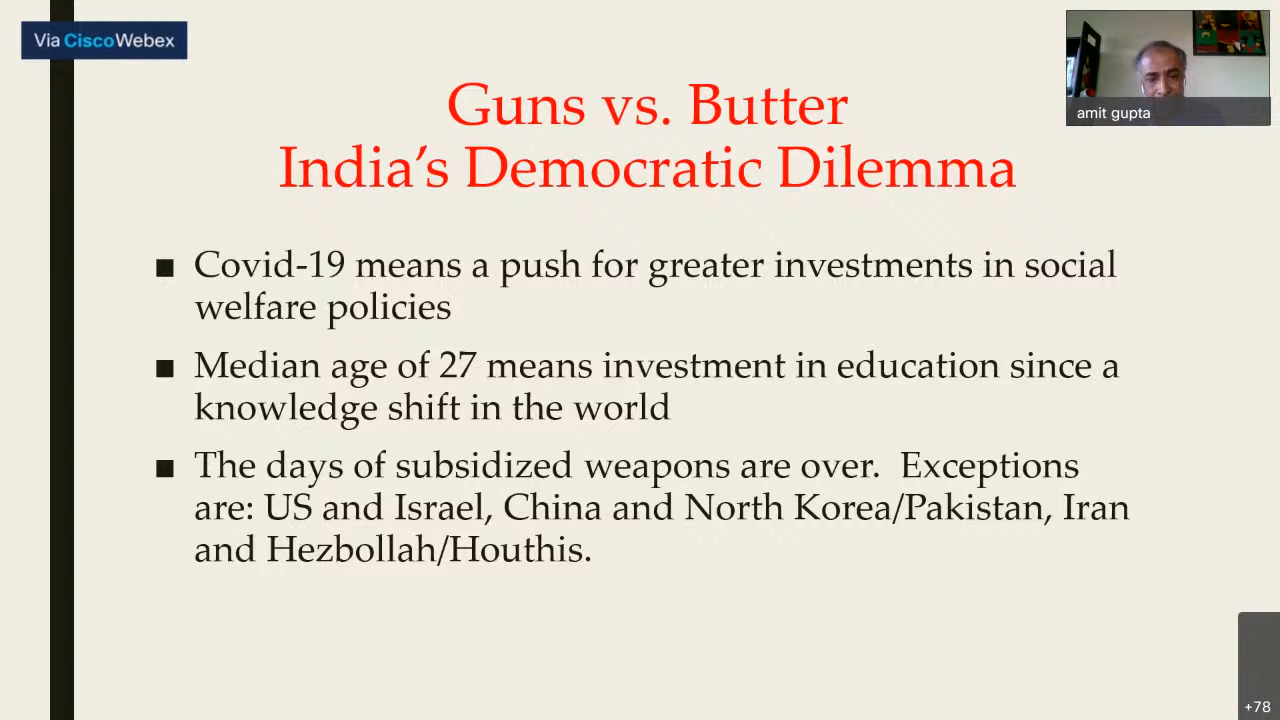 Via CiscoWebex
amit gupta
Guns vs. Butter
India's Democratic Dilemma
■ Covid-19 means a push for greater investments in social
welfare policies
■ Median age of 27 means investment in education since a
knowledge shift in the world
■ The days of subsidized weapons are over.  Exceptions
are: US and Israel, China and North Korea/Pakistan, Iran
and Hezbollah/Houthis.
+78